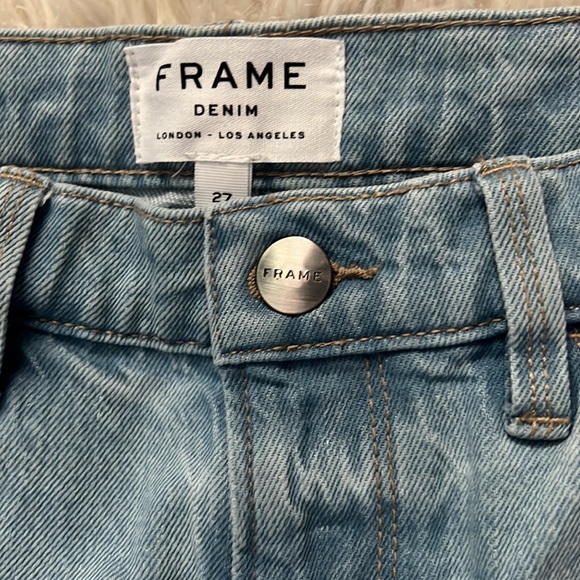 FRAME
DENIM
LONDON - LOS ANGELES
27
FRAME